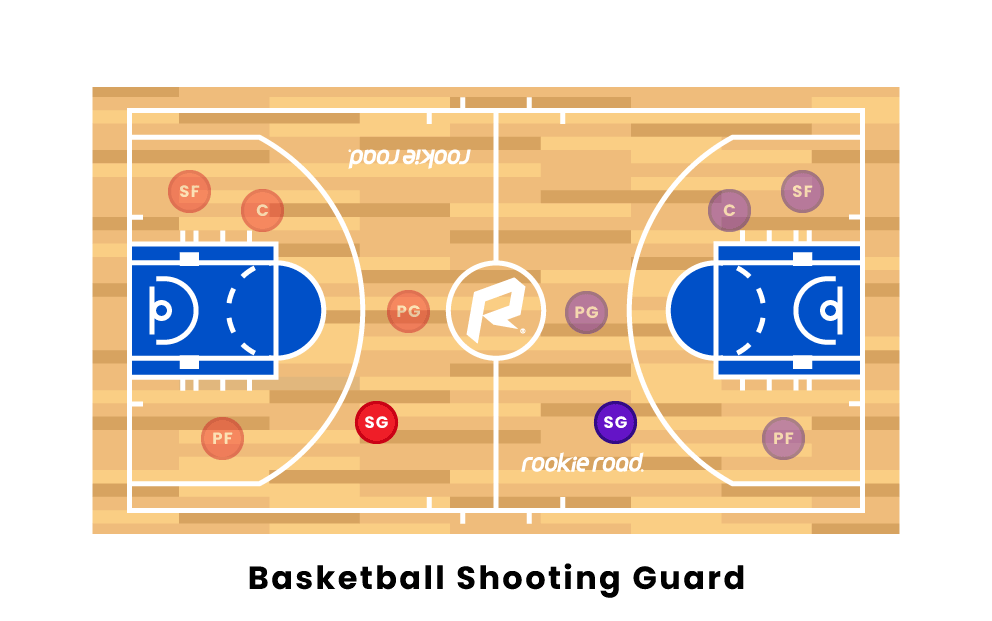 rookie road
SF
SF
C
C
PG
R
PG
SG
SG
PF
PF
rookie road
Basketball Shooting Guard